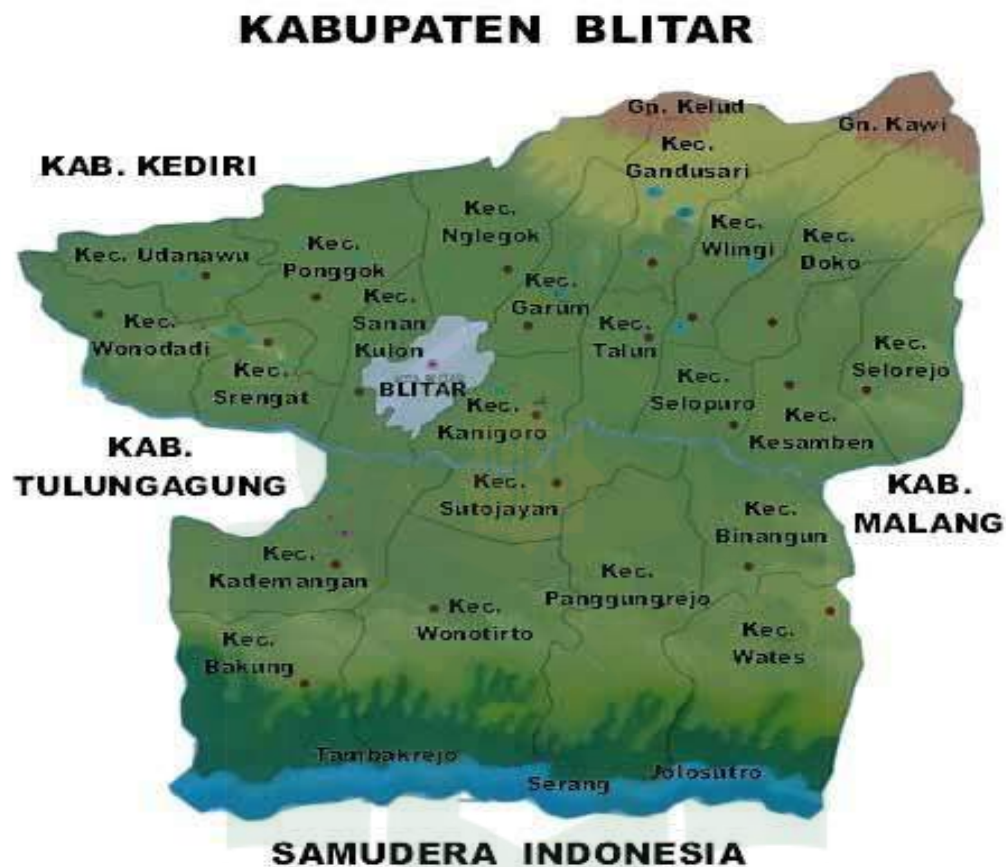 KABUPATEN BLITAR
Gn. Kelud
Gn. Kawi
KAB. KEDIRI
Kec.
Gandusari
Kec. Udanawu
Kec.
Ponggok
Kec.
Nglegok
Kec.
Wlingi
Kec.
Doko
Kec.
Wonodadi
Kec.
Sanan
Kulon
Kec.
Garum
Kec.
Talun
Kec.
Srengat
BLITAR
Kec.
Kanigoro
Kec.
Selopuro
Kec.
Kesamben
Kec.
Selorejo
KAB.
TULUNGAGUNG
Kec.
Sutojayan
Kec.
Binangun
KAB.
MALANG
Kec.
Kademangan
Kec.
Wonotirto
Kec.
Panggungrejo
Kec.
Wates
Kec.
Bakung
Tambakrejo
Serang
Jolosutro
SAMUDERA INDONESIA